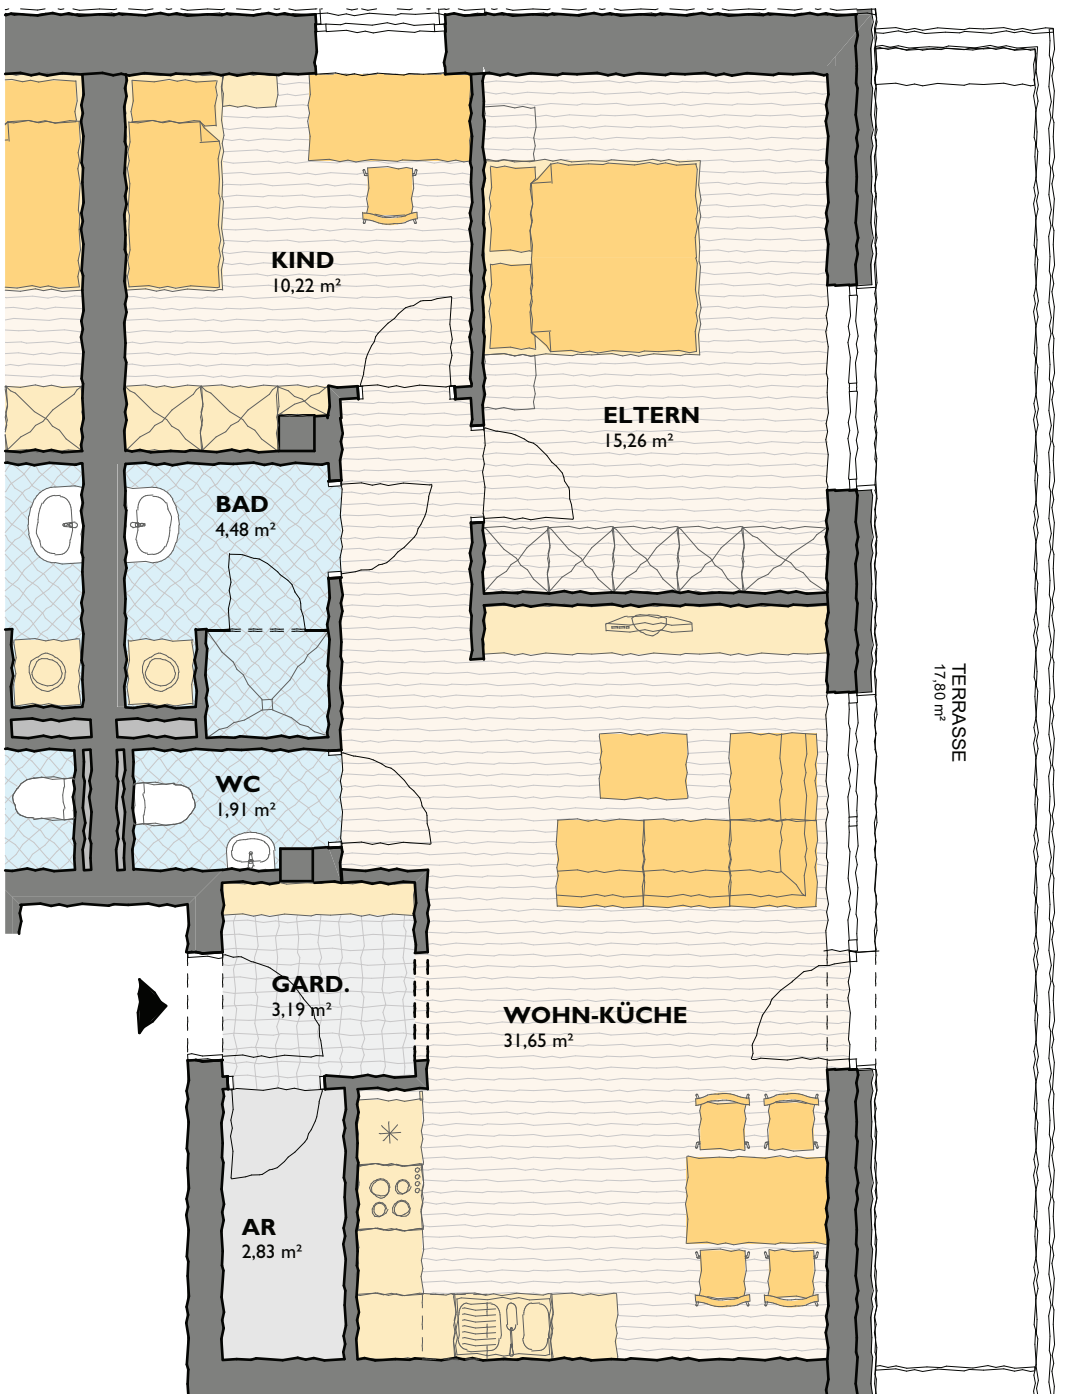 KIND
10,22 m²
ELTERN
15,26 m²
BAD
4,48 m²
TERRASSE
17,80 m²
WC
1,91 m²
GARD.
3,19 m²
WOHN-KÜCHE
31,65 m²
AR
2,83 m²